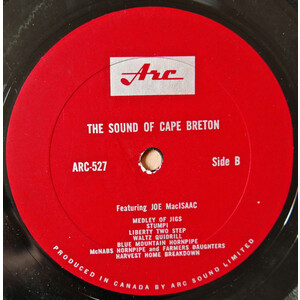 Arc
THE SOUND OF CAPE BRETON
ARC-527 Side B
Featuring JOE MacISAAC
MEDLEY OF JIGS
STUMPJ
LIBERTY TWO STEP
WALTZ QUIDRILL
BLUE MOUNTAIN HORNPIPE
McNABS HORNPIPE and FARMERS DAUGHTERS
HARVEST HOME BREAKDOWN
PRODUCED IN CANADA BY ARC SOUND LIMITED